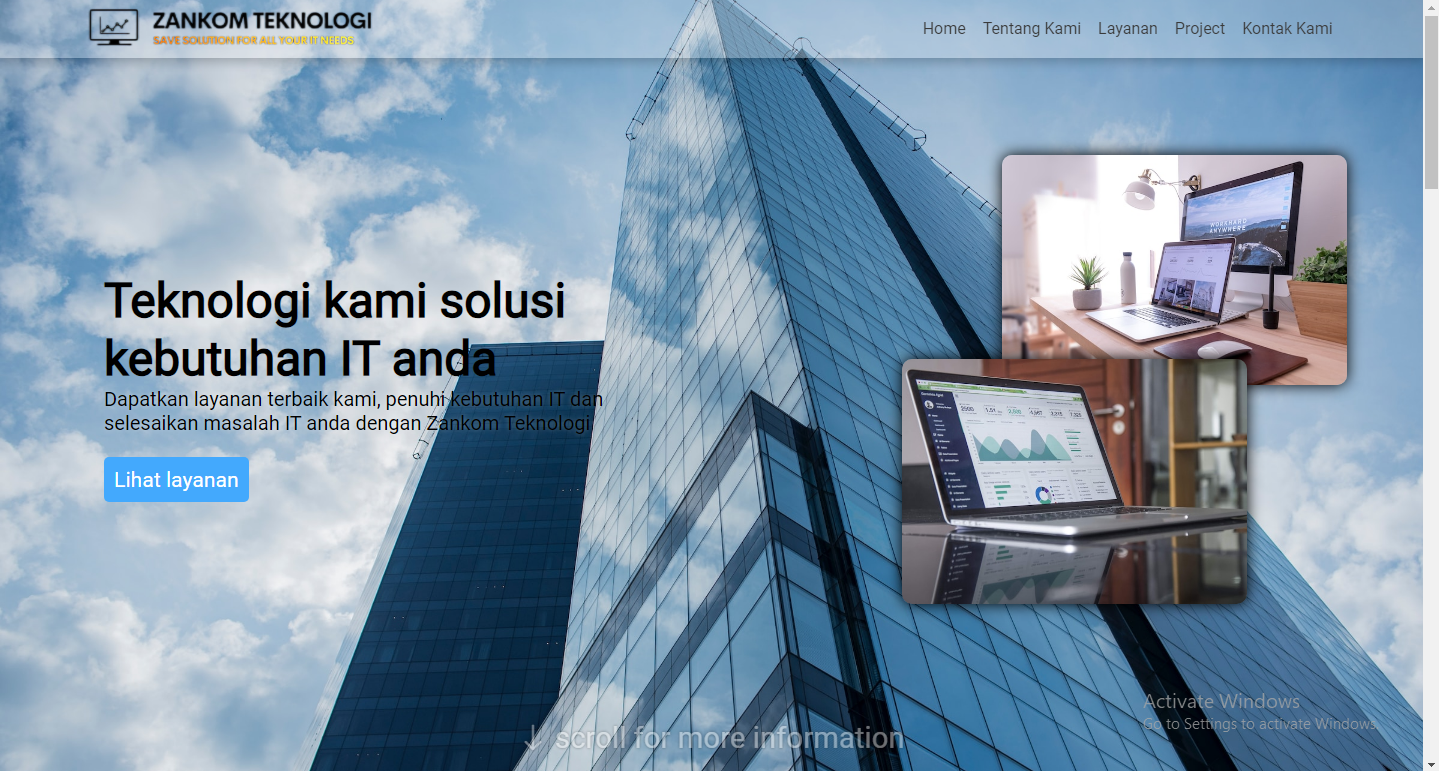 ZANKOM TEKNOLOGI
SAVE SOLUTION FOR ALL YOUR IT NEEDS
Home Tentang Kami Layanan Project Kontak Kami
WORKHARD
ANYWHERE
Teknologi kami solusi
kebutuhan IT anda
Dapatkan layanan terbaik kami, penuhi kebutuhan IT dan
selesaikan masalah IT anda dengan Zankom Teknologi
Lihat layanan
Activate Windows
Go to Settings to activate Windows.
↓ scroll for more information